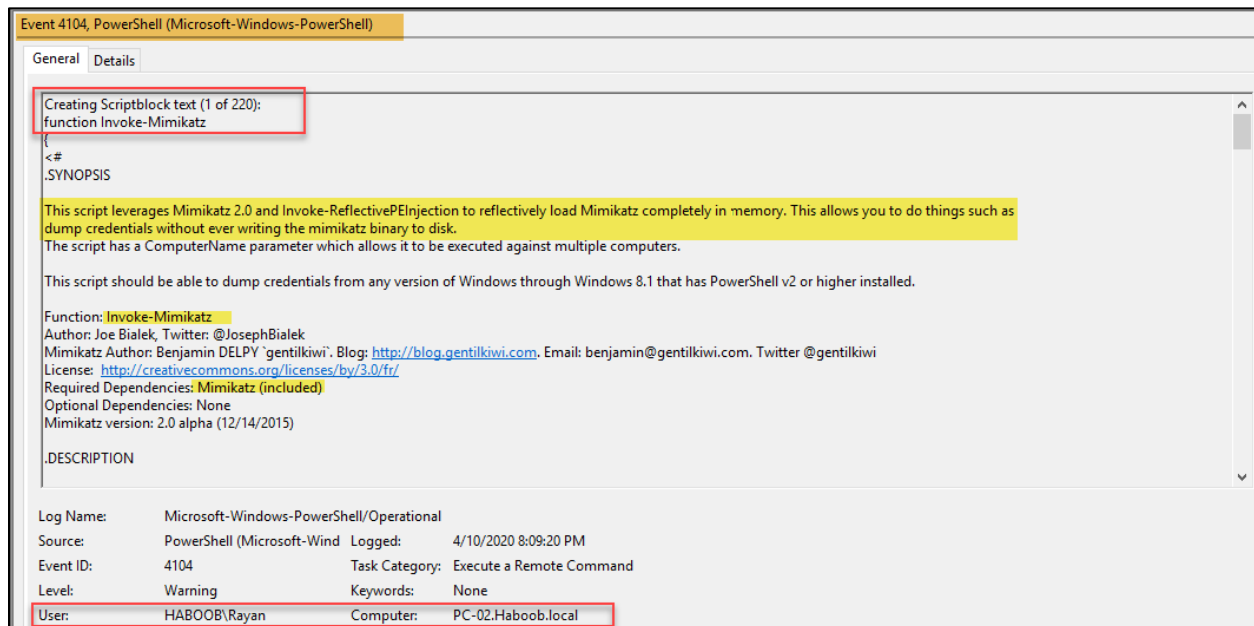 Event 4104, PowerShell (Microsoft-Windows-PowerShell)
General Details
Creating Scriptblock text (1 of 220):
function Invoke-Mimikatz
{
<#
.SYNOPSIS
This script leverages Mimikatz 2.0 and Invoke-ReflectivePEInjection to reflectively load Mimikatz completely in memory. This allows you to do things such as
dump credentials without ever writing the mimikatz binary to disk.
The script has a ComputerName parameter which allows it to be executed against multiple computers.
This script should be able to dump credentials from any version of Windows through Windows 8.1 that has PowerShell v2 or higher installed.
Function: Invoke-Mimikatz
Author: Joe Bialek, Twitter: @JosephBialek
Mimikatz Author: Benjamin DELPY `gentilkiwi`. Blog: http://blog.gentilkiwi.com. Email: benjamin@gentilkiwi.com. Twitter @gentilkiwi
License: http://creativecommons.org/licenses/by/3.0/fr/
Required Dependencies: Mimikatz (included)
Optional Dependencies: None
Mimikatz version: 2.0 alpha (12/14/2015)
.DESCRIPTION
Log Name: Microsoft-Windows-PowerShell/Operational
Source: PowerShell (Microsoft-Wind Logged: 4/10/2020 8:09:20 PM
Event ID: 4104 Task Category: Execute a Remote Command
Level: Warning Keywords: None
User: HABOOB\Rayan Computer: PC-02.Haboob.local